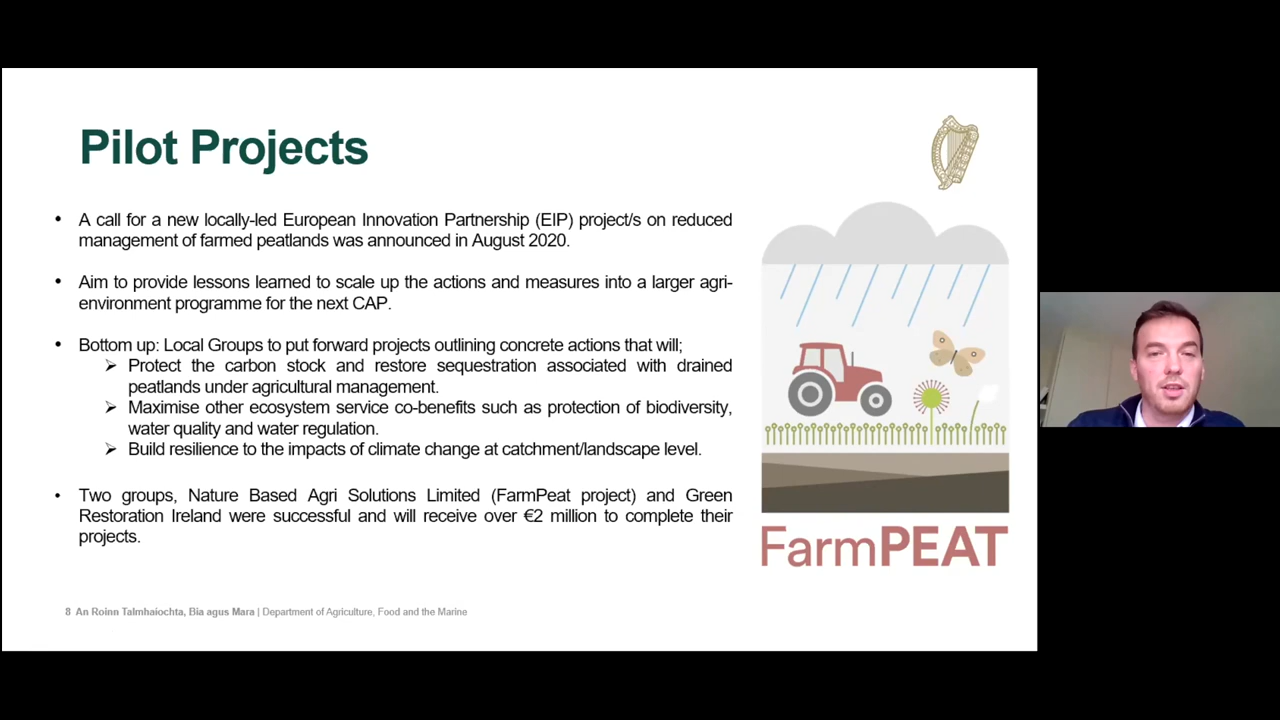 Pilot Projects
• A call for a new locally-led European Innovation Partnership (EIP) project/s on reduced
management of farmed peatlands was announced in August 2020.
• Aim to provide lessons learned to scale up the actions and measures into a larger agri-
environment programme for the next CAP.
• Bottom up: Local Groups to put forward projects outlining concrete actions that will;
➢ Protect the carbon stock and restore sequestration associated with drained
peatlands under agricultural management.
➢ Maximise other ecosystem service co-benefits such as protection of biodiversity,
water quality and water regulation.
➢ Build resilience to the impacts of climate change at catchment/landscape level.
• Two groups, Nature Based Agri Solutions Limited (FarmPeat project) and Green
Restoration Ireland were successful and will receive over €2 million to complete their
projects.
FarmPEAT
8 An Roinn Talmhaíochta, Bia agus Mara | Department of Agriculture, Food and the Marine